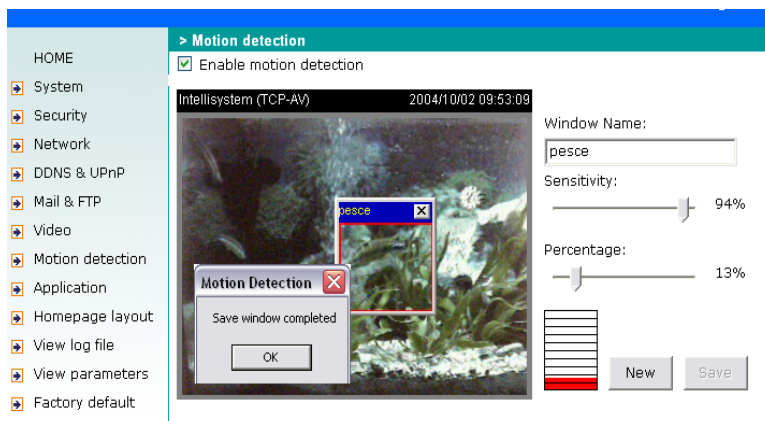 > Motion detection
Enable motion detection
HOME
System
Security
Network
DDNS & UPnP
Mail & FTP
Video
Motion detection
Application
Homepage layout
View log file
View parameters
Factory default
Intellisystem (TCP-AV) 2004/10/02 09:53:09
pesce
Motion Detection
Save window completed
OK
Window Name:
pesce
Sensitivity:
94%
Percentage:
13%
New
Save